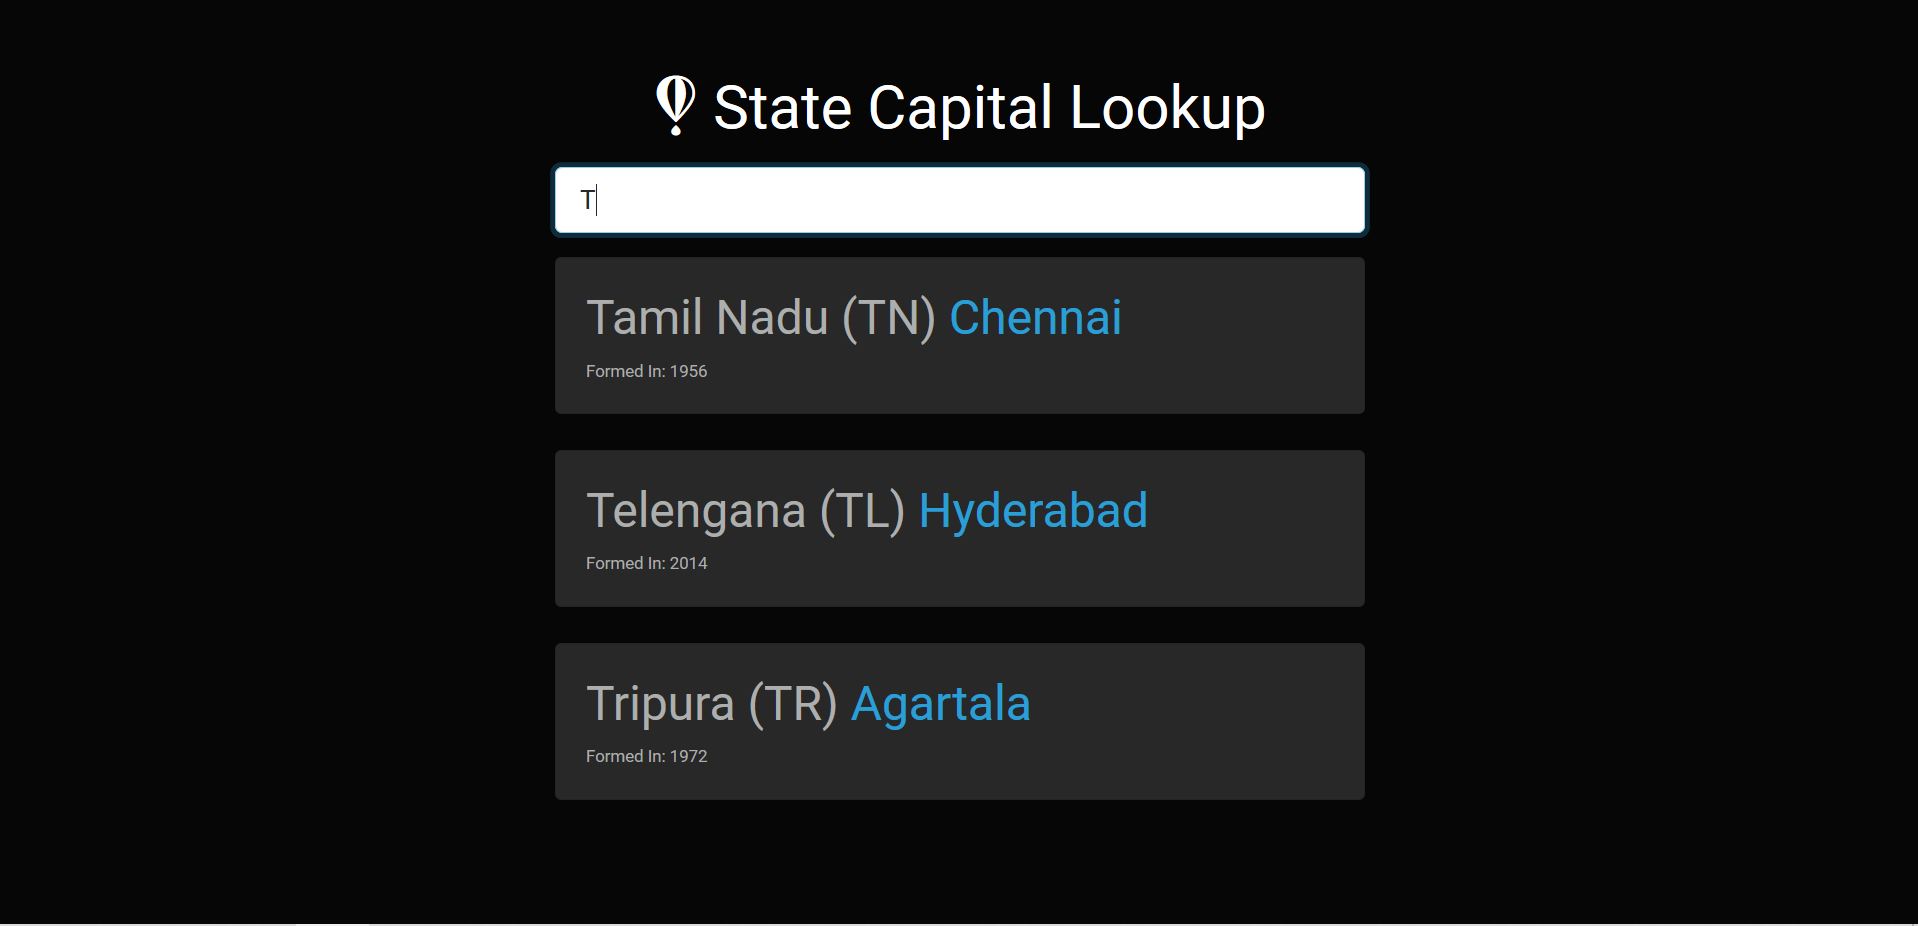 State Capital Lookup
T
Tamil Nadu (TN) Chennai
Formed In: 1956
Telengana (TL) Hyderabad
Formed In: 2014
Tripura (TR) Agartala
Formed In: 1972